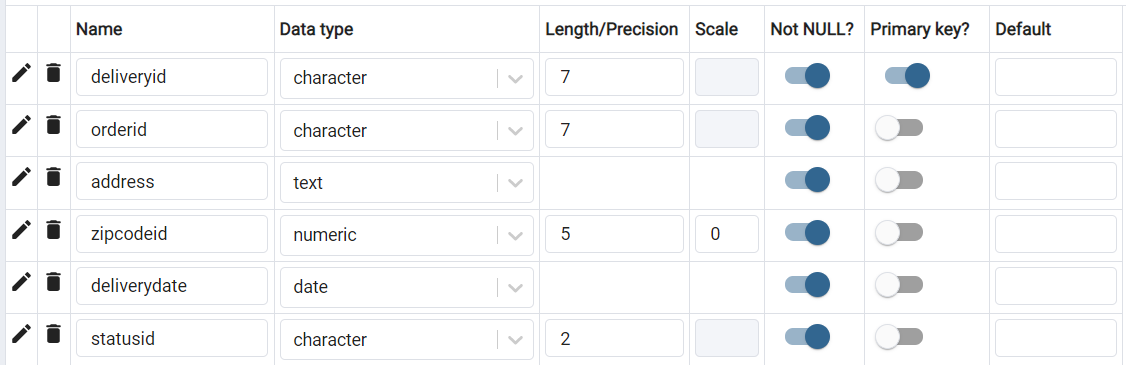 Name Data type Length/Precision Scale Not NULL? Primary key? Default
deliveryid character 7
orderid character 7
address text
zipcodeid numeric 5 0
deliverydate date
statusid character 2